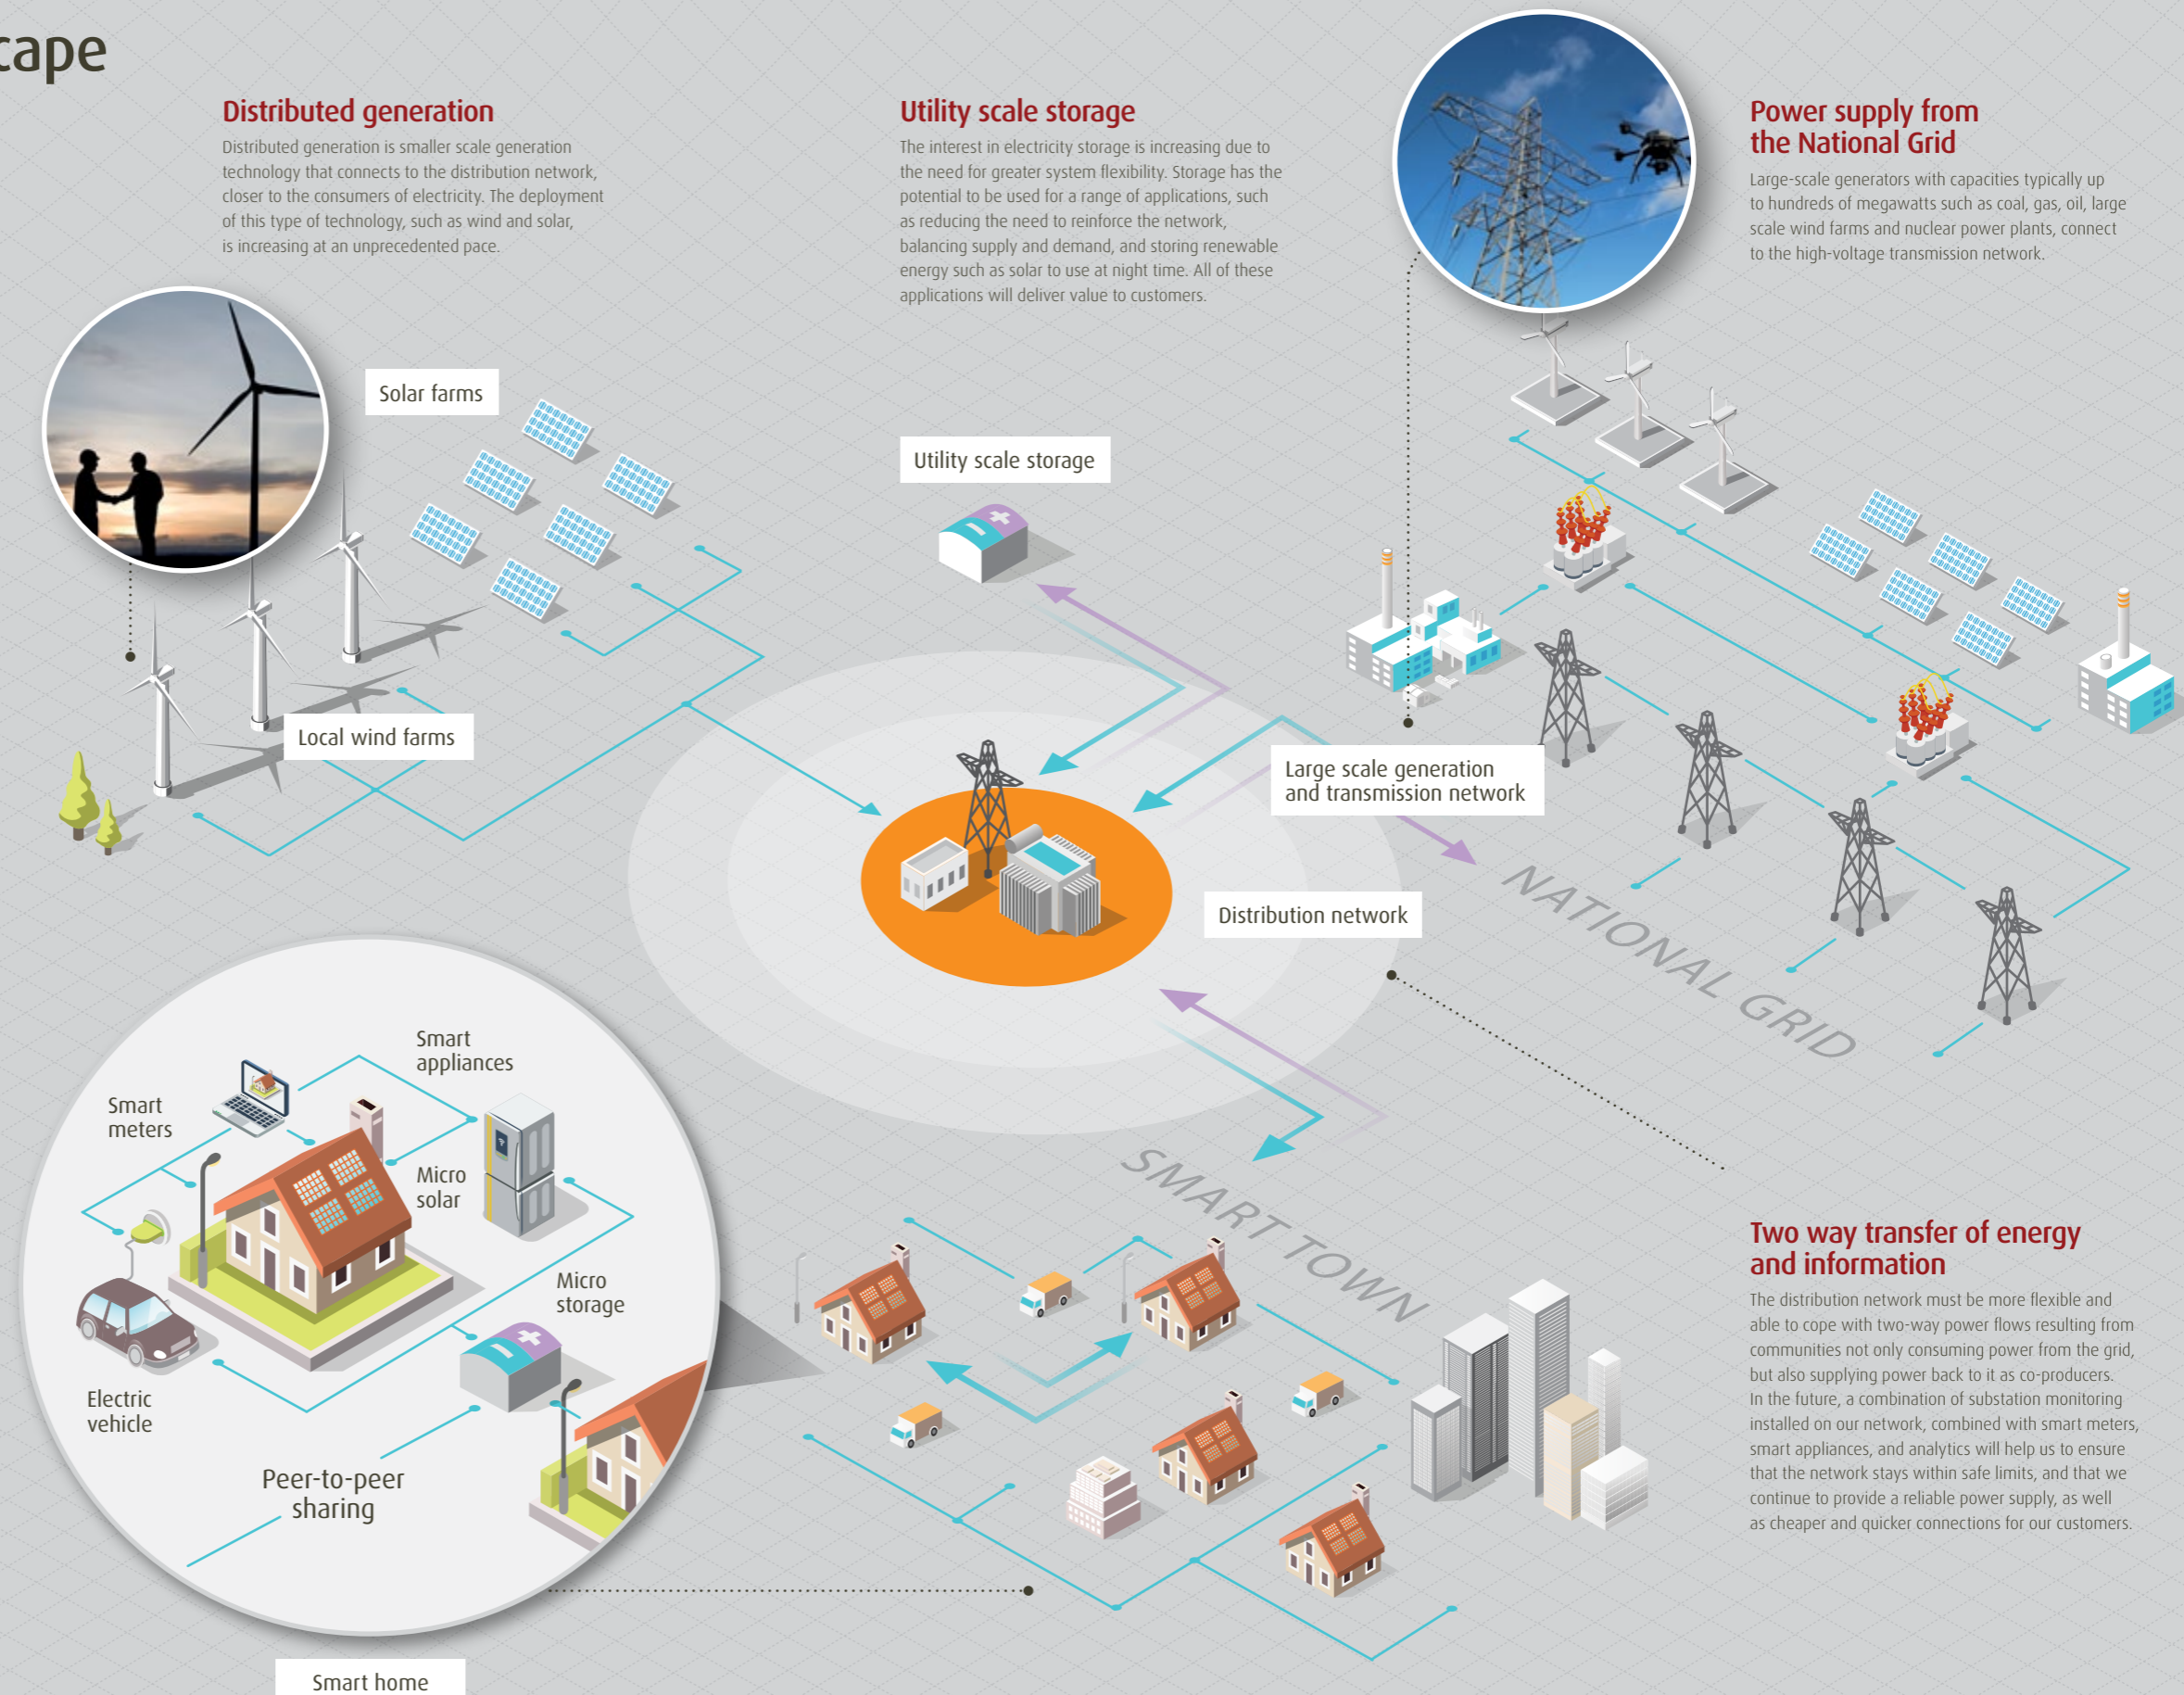 cape
Distributed generation
Distributed generation is smaller scale generation
technology that connects to the distribution network,
closer to the consumers of electricity. The deployment
of this type of technology, such as wind and solar,
is increasing at an unprecedented pace.
Utility scale storage
The interest in electricity storage is increasing due to
the need for greater system flexibility. Storage has the
potential to be used for a range of applications, such
as reducing the need to reinforce the network,
balancing supply and demand, and storing renewable
energy such as solar to use at night time. All of these
applications will deliver value to customers.
Power supply from
the National Grid
Large-scale generators with capacities typically up
to hundreds of megawatts such as coal, gas, oil, large
scale wind farms and nuclear power plants, connect
to the high-voltage transmission network.
Solar farms
Utility scale storage
Local wind farms
Large scale generation
and transmission network
Distribution network
NATIONAL GRID
Smart
appliances
Smart
meters
Micro
solar
Micro
storage
Electric
vehicle
Peer-to-peer
sharing
Smart home
SMART TOWN
Two way transfer of energy
and information
The distribution network must be more flexible and
able to cope with two-way power flows resulting from
communities not only consuming power from the grid,
but also supplying power back to it as co-producers.
In the future, a combination of substation monitoring
installed on our network, combined with smart meters,
smart appliances, and analytics will help us to ensure
that the network stays within safe limits, and that we
continue to provide a reliable power supply, as well
as cheaper and quicker connections for our customers.